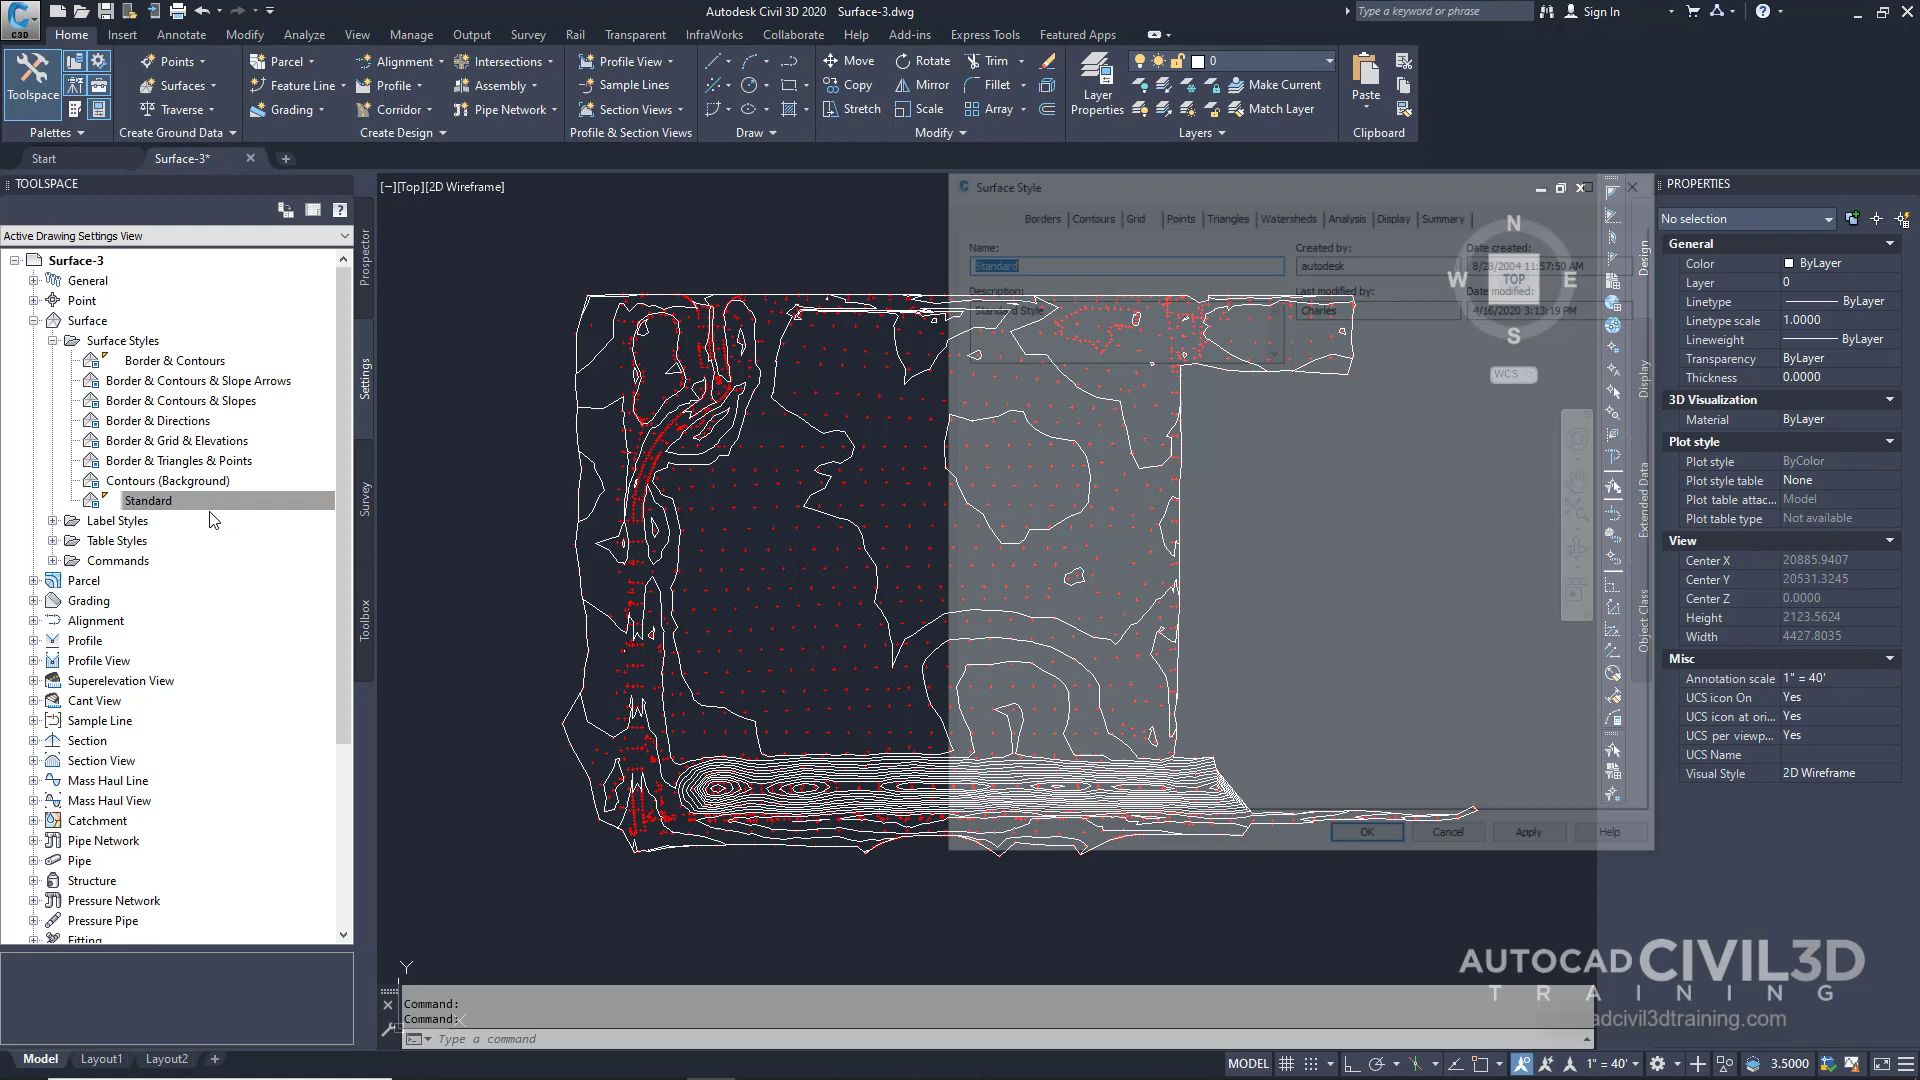 Autodesk Civil 3D 2020 Surface-3.dwg
Type a keyword or phrase
Sign In
C3D
Home Insert Annotate Modify Analyze View Manage Output Survey Rail Transparent InfraWorks Collaborate Help Add-ins Express Tools Featured Apps
Toolspace
Points
Surfaces
Traverse
Parcel
Feature Line
Grading
Alignment
Profile
Corridor
Intersections
Assembly
Pipe Network
Profile View
Sample Lines
Section Views
Move
Copy
Stretch
Rotate
Mirror
Scale
Trim
Fillet
Array
Layer Properties
0
Make Current
Match Layer
Paste
Palettes
Create Ground Data
Create Design
Profile & Section Views
Draw
Modify
Layers
Clipboard
Start
Surface-3*
TOOLSPACE
Active Drawing Settings View
Surface-3
General
Point
Surface
Surface Styles
Border & Contours
Border & Contours & Slope Arrows
Border & Contours & Slopes
Border & Directions
Border & Grid & Elevations
Border & Triangles & Points
Contours (Background)
Standard
Label Styles
Table Styles
Commands
Parcel
Grading
Alignment
Profile
Profile View
Superelevation View
Cant View
Sample Line
Section
Section View
Mass Haul Line
Mass Haul View
Catchment
Pipe Network
Pipe
Structure
Pressure Network
Pressure Pipe
Fitting
Prospector
Settings
Survey
Toolbox
[−][Top][2D Wireframe]
Surface Style
Borders Contours Grid Points Triangles Watersheds Analysis Display Summary
Name:
Standard
Created by:
autodesk
Date created:
8/23/2004 11:57:50 AM
Description:
Standard Style
Last modified by:
Charles
Date modified:
4/16/2020 3:13:19 PM
OK Cancel Apply Help
N
W TOP E
S
WCS
Y
Command:
Command:
Type a command
Design
Display
Extended Data
Object Class
PROPERTIES
No selection
General
Color ByLayer
Layer 0
Linetype ByLayer
Linetype scale 1.0000
Lineweight ByLayer
Transparency ByLayer
Thickness 0.0000
3D Visualization
Material ByLayer
Plot style
Plot style ByColor
Plot style table None
Plot table attac... Model
Plot table type Not available
View
Center X 20885.9407
Center Y 20531.3245
Center Z 0.0000
Height 2123.5624
Width 4427.8035
Misc
Annotation scale 1" = 40'
UCS icon On Yes
UCS icon at ori... Yes
UCS per viewp... Yes
UCS Name
Visual Style 2D Wireframe
AUTOCAD CIVIL3D
TRAINING
adcivil3dtraining.com
Model Layout1 Layout2 +
MODEL
1" = 40'
3.5000